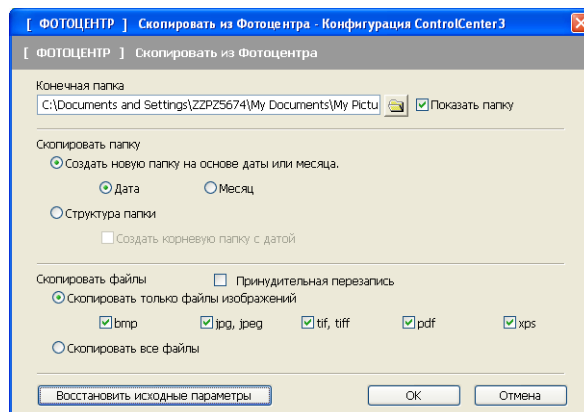 [ ФОТОЦЕНТР ] Скопировать из Фотоцентра - Конфигурация ControlCenter3
[ ФОТОЦЕНТР ] Скопировать из Фотоцентра
Конечная папка
C:\Documents and Settings\ZZPZ5674\My Documents\My Pictu
Показать папку
Скопировать папку
Создать новую папку на основе даты или месяца.
Дата Месяц
Структура папки
Создать корневую папку с датой
Скопировать файлы Принудительная перезапись
Скопировать только файлы изображений
bmp jpg, jpeg tif, tiff pdf xps
Скопировать все файлы
Восстановить исходные параметры OK Отмена